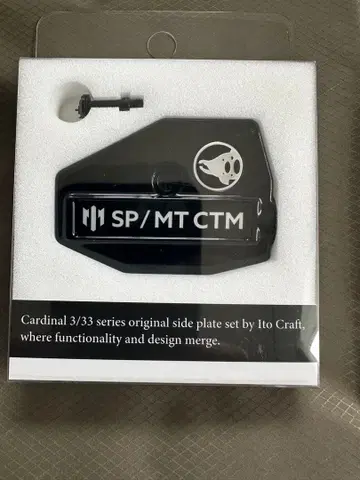 SP/MT CTM
Cardinal 3/33 series original side plate set by Ito Craft,
where functionality and design merge.